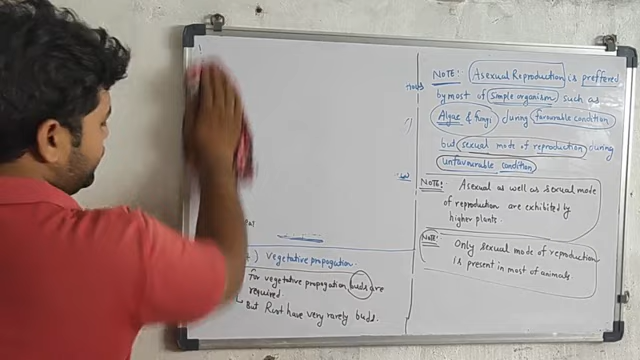 4) Vegetative propagation.
For vegetative propagation buds are
required.
But Root have very rarely buds.
NOTE: Asexual Reproduction is preffered
by most of simple organism such as
Algae & fungi during favourable condition
but sexual mode of reproduction during
unfavourable condition
NOTE: Asexual as well as sexual mode
of reproduction are exhibited by
higher plants.
NOTE: Only sexual mode of reproduction
is present in most of animals